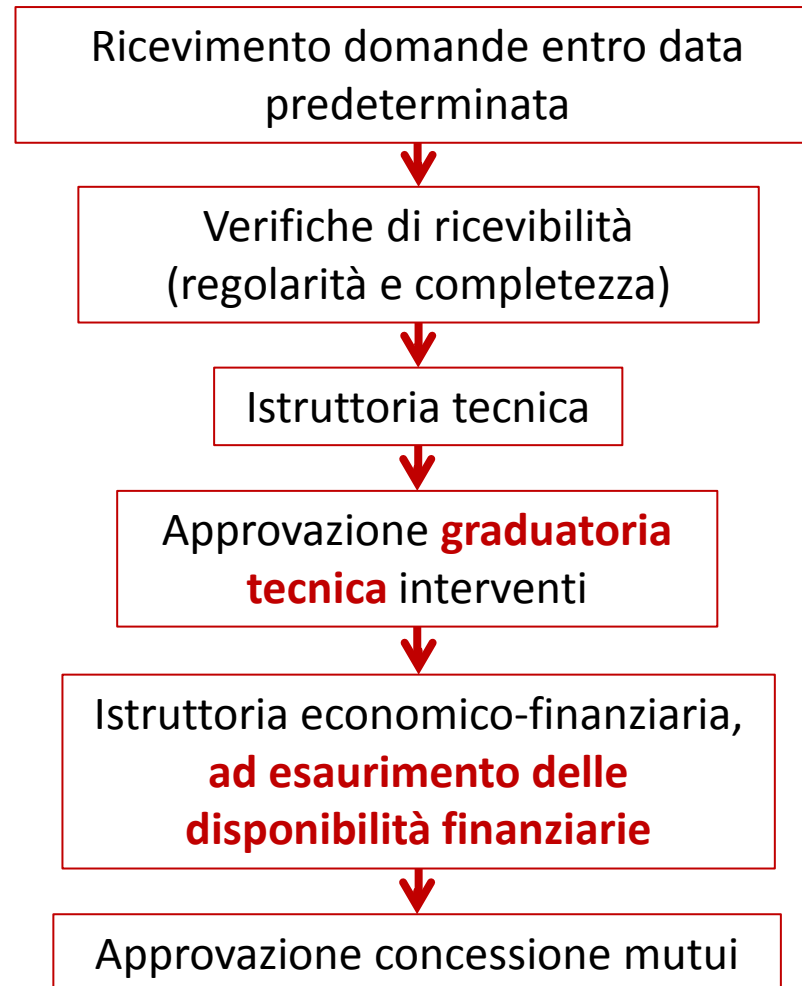 Ricevimento domande entro data
predeterminata
Verifiche di ricevibilità
(regolarità e completezza)
Istruttoria tecnica
Approvazione graduatoria
tecnica interventi
Istruttoria economico-finanziaria,
ad esaurimento delle
disponibilità finanziarie
Approvazione concessione mutui